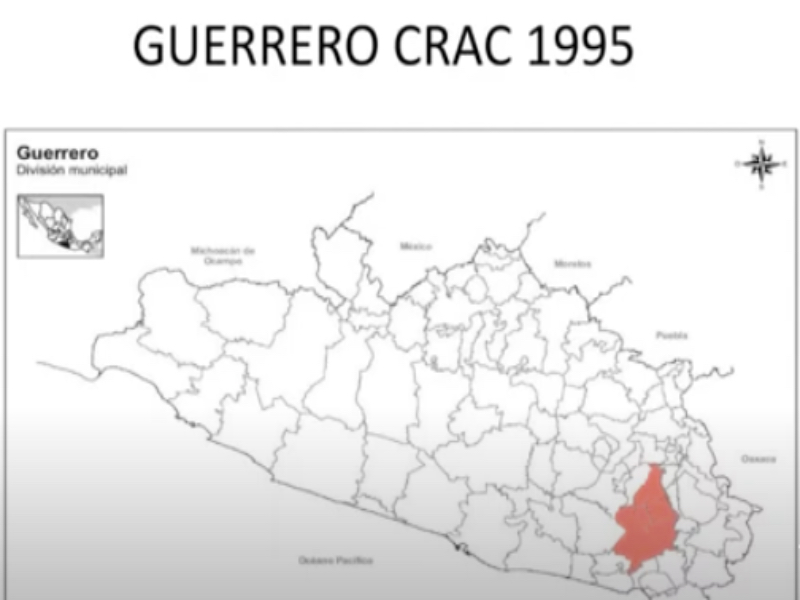 GUERRERO CRAC 1995
Guerrero
División municipal
N
O
E
S
Michoacán de
Ocampo
México
Morelos
Puebla
Oaxaca
Océano Pacífico